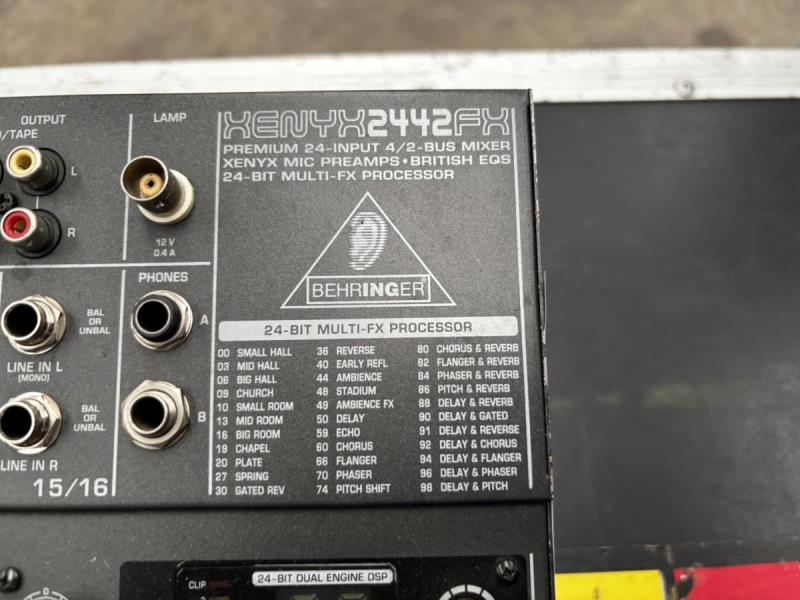 OUTPUT
/TAPE
L
R
LAMP
12 V
0.4 A
XENYX2442FX
PREMIUM 24-INPUT 4/2-BUS MIXER
XENYX MIC PREAMPS • BRITISH EQS
24-BIT MULTI-FX PROCESSOR
BEHRINGER
PHONES
A
B
BAL
OR
UNBAL
LINE IN L
(MONO)
BAL
OR
UNBAL
LINE IN R
15/16
24-BIT MULTI-FX PROCESSOR
00 SMALL HALL 36 REVERSE 80 CHORUS & REVERB
03 MID HALL 40 EARLY REFL 82 FLANGER & REVERB
06 BIG HALL 44 AMBIENCE 84 PHASER & REVERB
09 CHURCH 48 STADIUM 86 PITCH & REVERB
10 SMALL ROOM 49 AMBIENCE FX 88 DELAY & REVERB
13 MID ROOM 50 DELAY 90 DELAY & GATED
16 BIG ROOM 59 ECHO 91 DELAY & REVERSE
19 CHAPEL 60 CHORUS 92 DELAY & CHORUS
20 PLATE 66 FLANGER 94 DELAY & FLANGER
27 SPRING 70 PHASER 96 DELAY & PHASER
30 GATED REV 74 PITCH SHIFT 98 DELAY & PITCH
0
CLIP
24-BIT DUAL ENGINE DSP